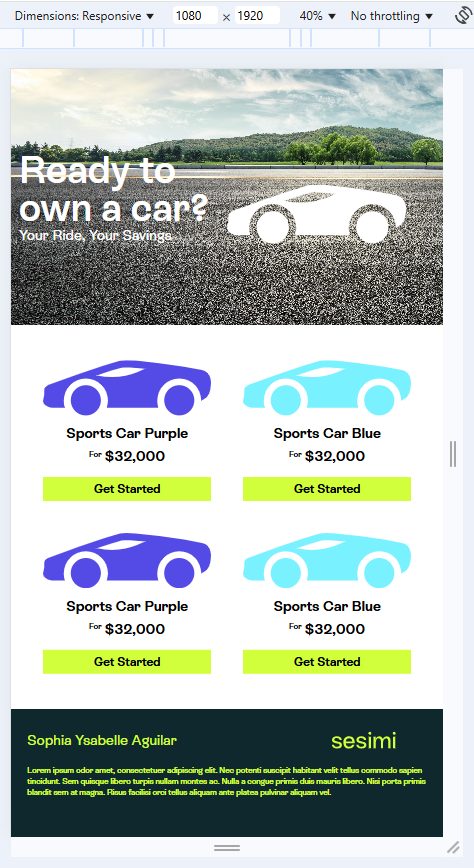 Dimensions: Responsive ▼ 1080 × 1920 40% ▼ No throttling ▼
Ready to
own a car?
Your Ride, Your Savings
Sports Car Purple
For $32,000
Get Started
Sports Car Blue
For $32,000
Get Started
Sports Car Purple
For $32,000
Get Started
Sports Car Blue
For $32,000
Get Started
Sophia Ysabelle Aguilar
sesimi
Lorem ipsum odor amet, consectetuer adipiscing elit. Nec potenti suscipit habitant velit tellus commodo sapien
tincidunt. Sem quisque libero turpis nullam montes ac. Nulla a congue primis duis mauris libero. Nisi porta primis
blandit sem at magna. Risus facilisi orci tellus aliquam ante platea pulvinar aliquam vel.